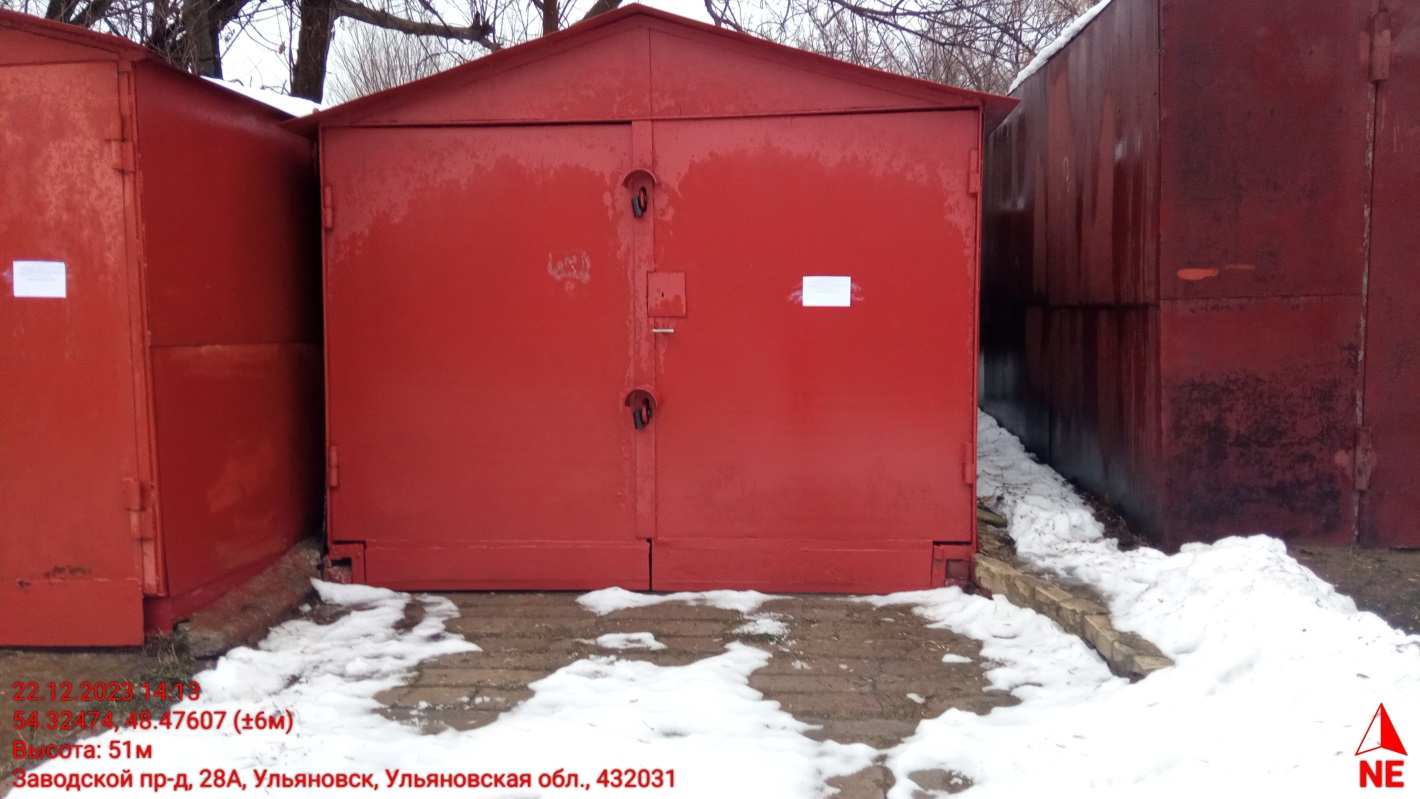 22.12.2023 14:13
54.32474, 48.47607 (±6м)
Высота: 51м
Заводской пр-д, 28А, Ульяновск, Ульяновская обл., 432031
NE